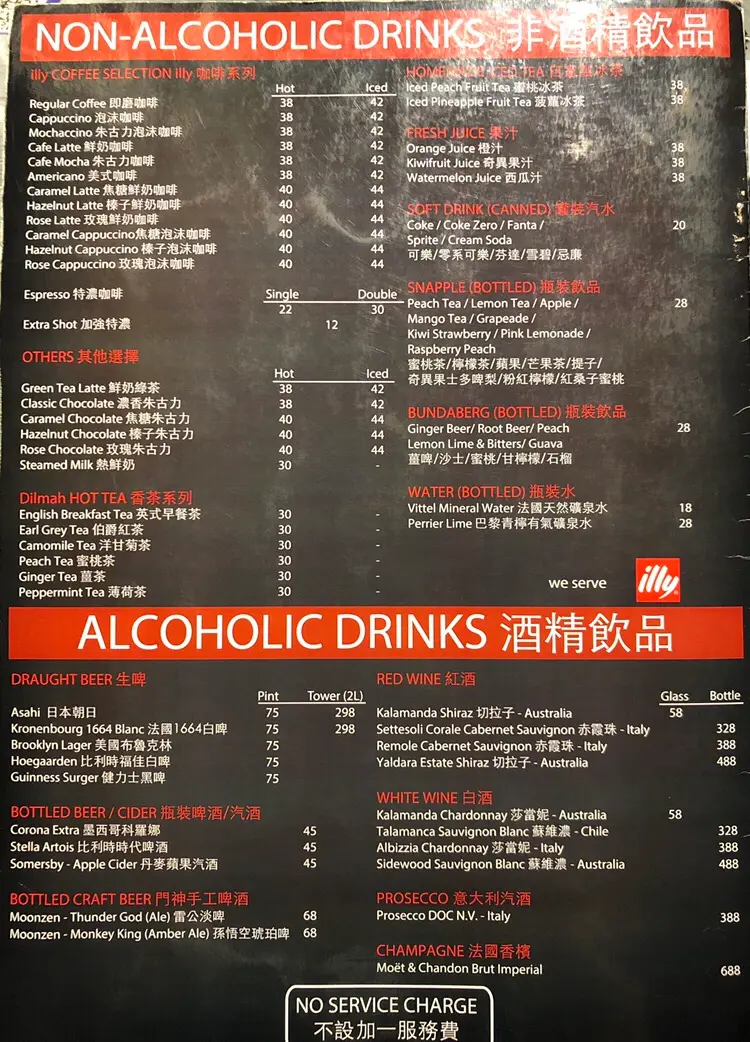 NON-ALCOHOLIC DRINKS 非酒精飲品
illy COFFEE SELECTION illy 咖啡系列
Hot Iced
Regular Coffee 即磨咖啡 38 42
Cappuccino 泡沫咖啡 38 42
Mochaccino 朱古力泡沫咖啡 38 42
Cafe Latte 鮮奶咖啡 38 42
Cafe Mocha 朱古力咖啡 38 42
Americano 美式咖啡 38 42
Caramel Latte 焦糖鮮奶咖啡 40 44
Hazelnut Latte 榛子鮮奶咖啡 40 44
Rose Latte 玫瑰鮮奶咖啡 40 44
Caramel Cappuccino焦糖泡沫咖啡 40 44
Hazelnut Cappuccino 榛子泡沫咖啡 40 44
Rose Cappuccino 玫瑰泡沫咖啡 40 44
Espresso 特濃咖啡 Single Double
22 30
Extra Shot 加強特濃 12
OTHERS 其他選擇
Hot Iced
Green Tea Latte 鮮奶綠茶 38 42
Classic Chocolate 濃香朱古力 38 42
Caramel Chocolate 焦糖朱古力 40 44
Hazelnut Chocolate 榛子朱古力 40 44
Rose Chocolate 玫瑰朱古力 40 44
Steamed Milk 熱鮮奶 30 -
Dilmah HOT TEA 香茶系列
English Breakfast Tea 英式早餐茶 30 -
Earl Grey Tea 伯爵紅茶 30 -
Camomile Tea 洋甘菊茶 30 -
Peach Tea 蜜桃茶 30 -
Ginger Tea 薑茶 30 -
Peppermint Tea 薄荷茶 30 -
ICED TEA 冰茶
Iced Peach Fruit Tea 蜜桃冰茶 38
Iced Pineapple Fruit Tea 菠蘿冰茶 38
FRESH JUICE 果汁
Orange Juice 橙汁 38
Kiwifruit Juice 奇異果汁 38
Watermelon Juice 西瓜汁 38
SOFT DRINK (CANNED) 罐裝汽水
Coke / Coke Zero / Fanta / 20
Sprite / Cream Soda
可樂/零系可樂/芬達/雪碧/忌廉
SNAPPLE (BOTTLED) 瓶裝飲品
Peach Tea / Lemon Tea / Apple / 28
Mango Tea / Grapeade /
Kiwi Strawberry / Pink Lemonade /
Raspberry Peach
蜜桃茶/檸檬茶/蘋果/芒果茶/提子/
奇異果士多啤梨/粉紅檸檬/紅桑子蜜桃
BUNDABERG (BOTTLED) 瓶裝飲品
Ginger Beer/ Root Beer/ Peach 28
Lemon Lime & Bitters/ Guava
薑啤/沙士/蜜桃/甘檸檬/石榴
WATER (BOTTLED) 瓶裝水
Vittel Mineral Water 法國天然礦泉水 18
Perrier Lime 巴黎青檸有氣礦泉水 28
we serve illy
ALCOHOLIC DRINKS 酒精飲品
DRAUGHT BEER 生啤
Pint Tower (2L)
Asahi 日本朝日 75 298
Kronenbourg 1664 Blanc 法國1664白啤 75 298
Brooklyn Lager 美國布魯克林 75
Hoegaarden 比利時福佳白啤 75
Guinness Surger 健力士黑啤 75
BOTTLED BEER / CIDER 瓶裝啤酒/汽酒
Corona Extra 墨西哥科羅娜 45
Stella Artois 比利時時代啤酒 45
Somersby - Apple Cider 丹麥蘋果汽酒 45
BOTTLED CRAFT BEER 門神手工啤酒
Moonzen - Thunder God (Ale) 雷公淡啤 68
Moonzen - Monkey King (Amber Ale) 孫悟空琥珀啤 68
RED WINE 紅酒
Glass Bottle
Kalamanda Shiraz 切拉子 - Australia 58
Settesoli Corale Cabernet Sauvignon 赤霞珠 - Italy 328
Remole Cabernet Sauvignon 赤霞珠 - Italy 388
Yaldara Estate Shiraz 切拉子 - Australia 488
WHITE WINE 白酒
Kalamanda Chardonnay 莎當妮 - Australia 58
Talamanca Sauvignon Blanc 蘇維濃 - Chile 328
Albizzia Chardonnay 莎當妮 - Italy 388
Sidewood Sauvignon Blanc 蘇維濃 - Australia 488
PROSECCO 意大利汽酒
Prosecco DOC N.V. - Italy 388
CHAMPAGNE 法國香檳
Moët & Chandon Brut Imperial 688
NO SERVICE CHARGE
不設加一服務費